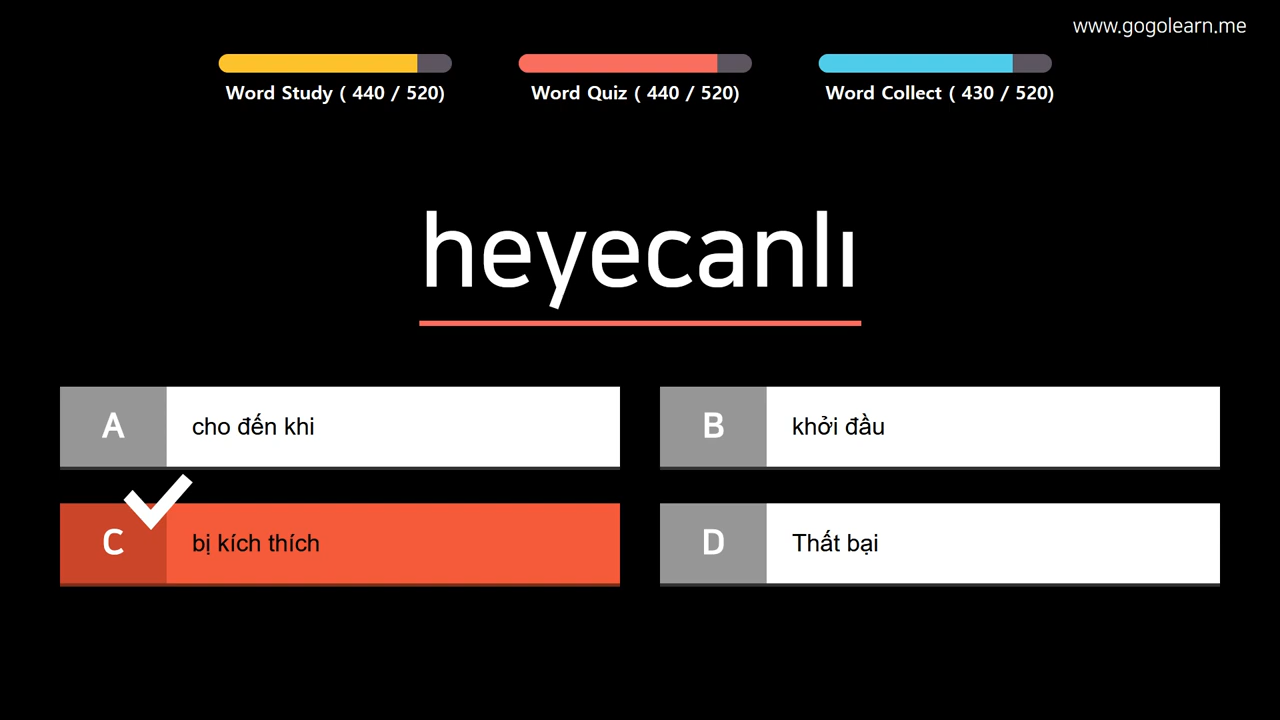 www.gogolearn.me
Word Study ( 440 / 520)
Word Quiz ( 440 / 520)
Word Collect ( 430 / 520)
heyecanlı
A
cho đến khi
B
khởi đầu
C
bị kích thích
D
Thất bại